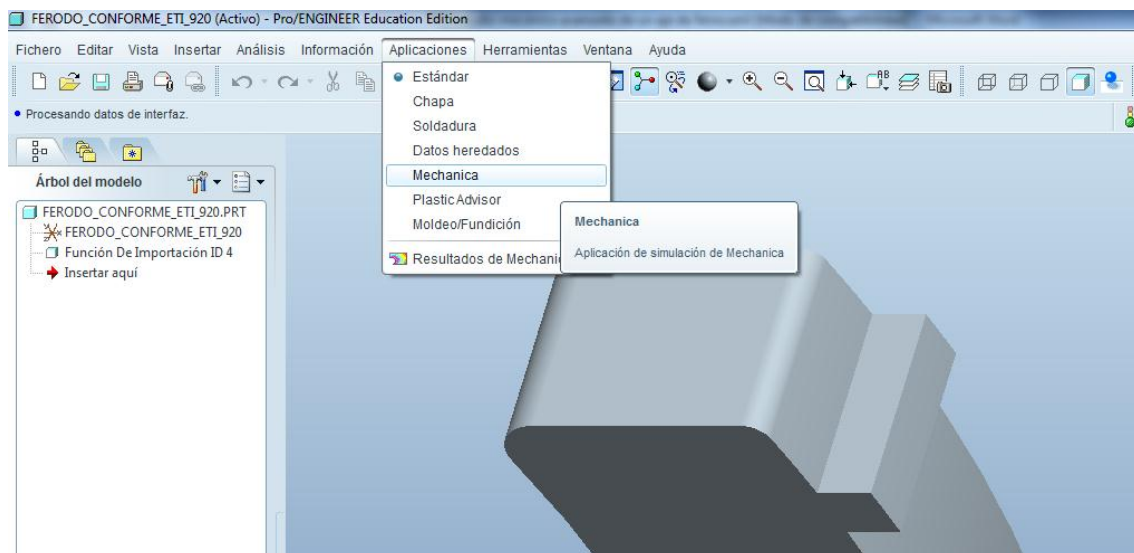 FERODO_CONFORME_ETI_920 (Activo) - Pro/ENGINEER Education Edition
Fichero Editar Vista Insertar Análisis Información Aplicaciones Herramientas Ventana Ayuda
Procesando datos de interfaz.
Estándar
Chapa
Soldadura
Datos heredados
Mechanica
Plastic Advisor
Moldeo/Fundición
Resultados de Mechani
Mechanica
Aplicación de simulación de Mechanica
Árbol del modelo
FERODO_CONFORME_ETI_920.PRT
FERODO_CONFORME_ETI_920
Función De Importación ID 4
Insertar aquí